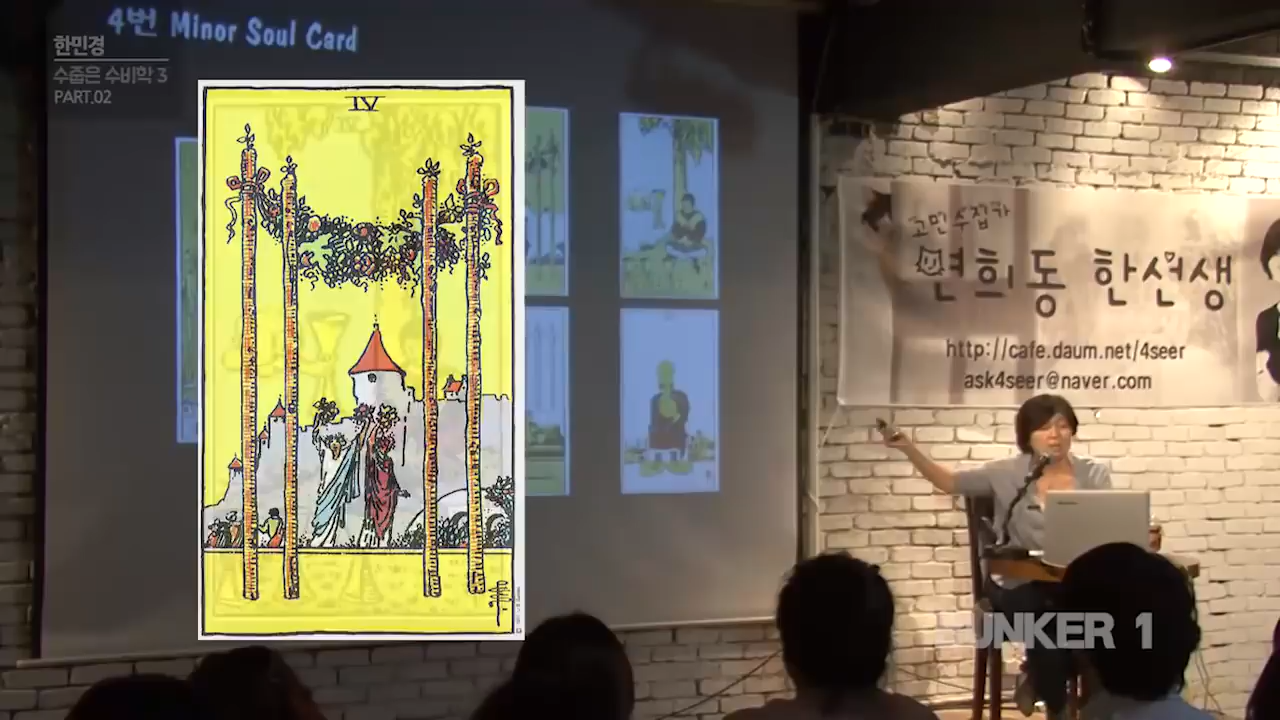 4번 Minor Soul Card
한민경
수줍은 수비학 3
PART.02
IV
고민수집가
연희동 한선생
http://cafe.daum.net/4seer
ask4seer@naver.com
UNKER 1